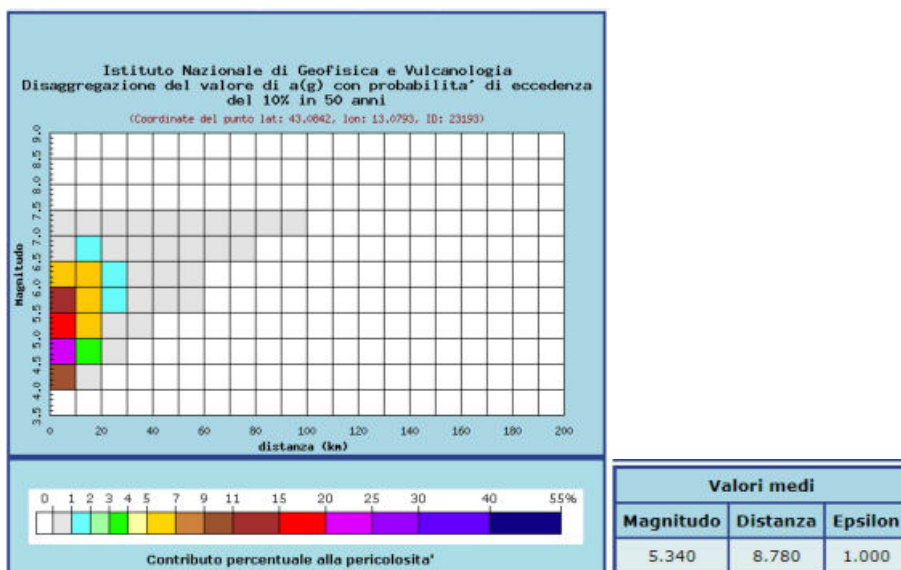 Istituto Nazionale di Geofisica e Vulcanologia
Disaggregazione del valore di a(g) con probabilita' di eccedenza
del 10% in 50 anni
(Coordinate del punto lat: 43.0842, lon: 13.0793, ID: 23193)
Magnitudo
9.0
8.5
8.0
7.5
7.0
6.5
6.0
5.5
5.0
4.5
4.0
3.5
0 20 40 60 80 100 120 140 160 180 200
distanza (km)
0 1 2 3 4 5 7 9 11 15 20 25 30 40 55%
Contributo percentuale alla pericolosita'
Valori medi
Magnitudo Distanza Epsilon
5.340 8.780 1.000